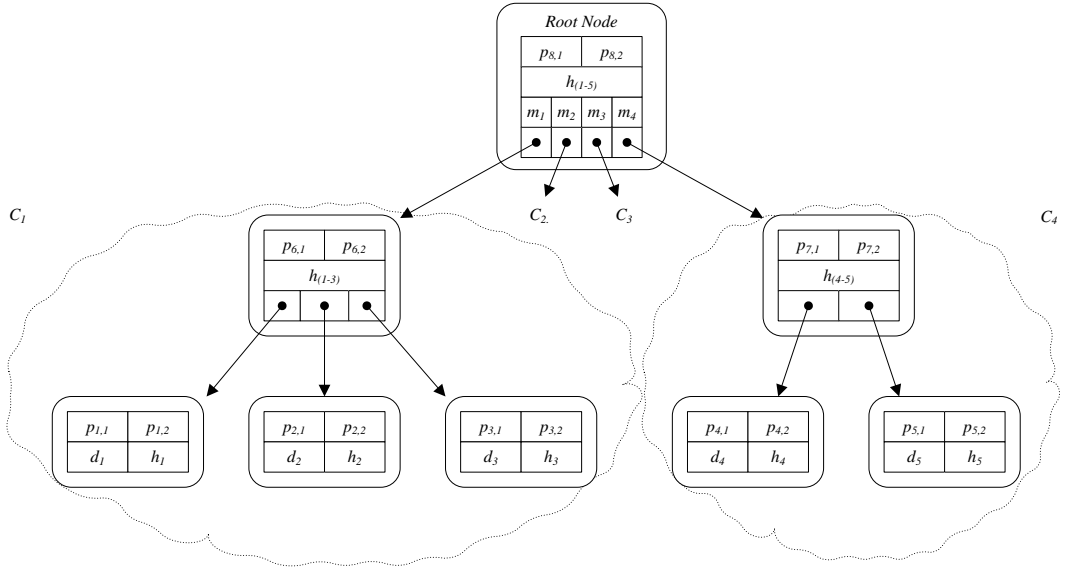 Root Node
p8,1 p8,2
h(1-5)
m1 m2 m3 m4
C1 C2. C3 C4
p6,1 p6,2
h(1-3)
p7,1 p7,2
h(4-5)
p1,1 p1,2
d1 h1
p2,1 p2,2
d2 h2
p3,1 p3,2
d3 h3
p4,1 p4,2
d4 h4
p5,1 p5,2
d5 h5